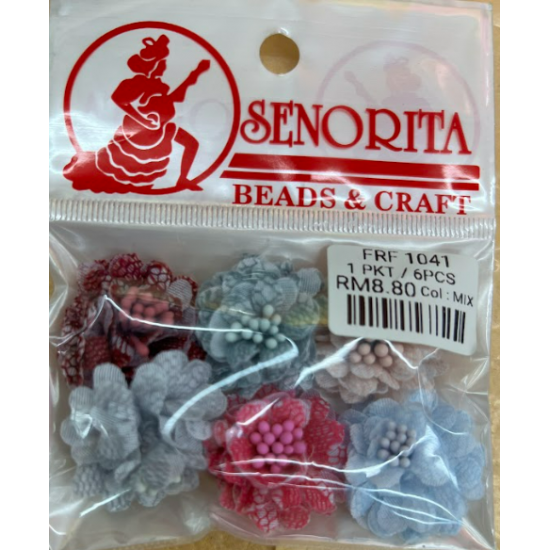 SENORITA
BEADS & CRAFT
FRF 1041
1 PKT / 6PCS
RM8.80 Col : MIX